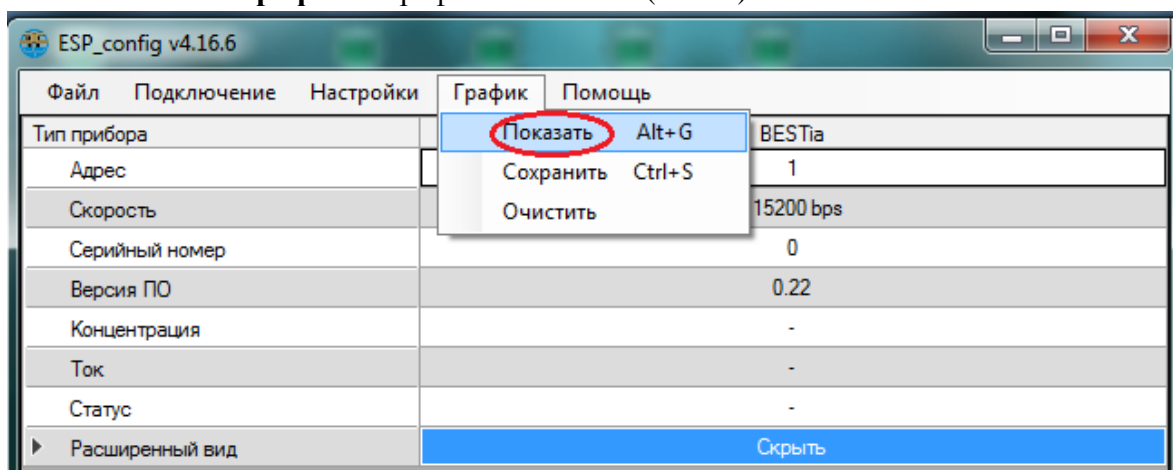 ESP_config v4.16.6
Файл Подключение Настройки График Помощь
Показать Alt+G
Сохранить Ctrl+S
Очистить
Тип прибора BESTia
Адрес 1
Скорость 15200 bps
Серийный номер 0
Версия ПО 0.22
Концентрация -
Ток -
Статус -
Расширенный вид Скрыть